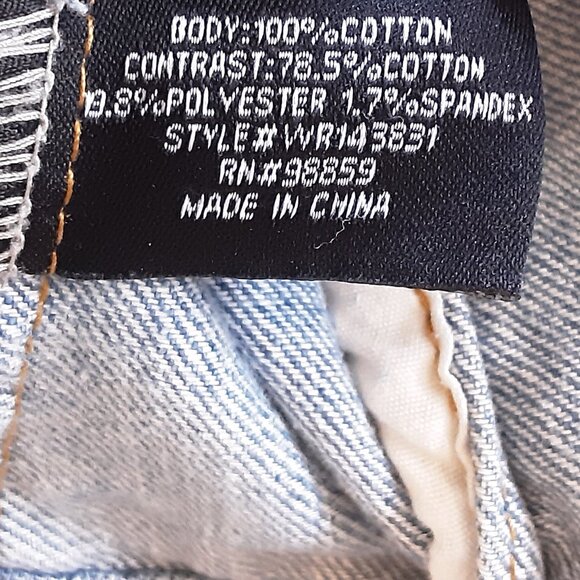 BODY:100%COTTON
CONTRAST:78.5%COTTON
19.8%POLYESTER 1.7%SPANDEX
STYLE#WR143831
RN#98859
MADE IN CHINA